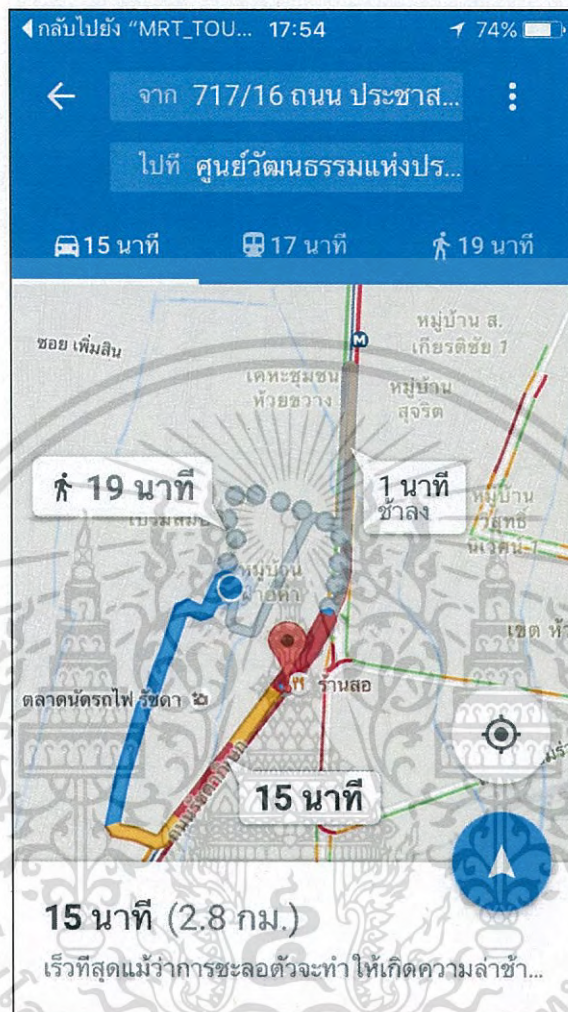 กลับไปยัง “MRT_TOU... 17:54 74%
จาก 717/16 ถนน ประชาส...
ไปที่ ศูนย์วัฒนธรรมแห่งปร...
15 นาที 17 นาที 19 นาที
ซอย เพิ่มสิน
หมู่บ้าน ส.
เกียรติชัย 1
M
เคหะชุมชน
ห้วยขวาง
หมู่บ้าน
สุจริต
19 นาที
1 นาที
ช้าลง
หมู่บ้าน
หมู่บ้าน
ตลาดนัดรถไฟ รัชดา
ร้านสอ
15 นาที
15 นาที (2.8 กม.)
เร็วที่สุดแม้ว่าการชะลอตัวจะทำให้เกิดความล่าช้า...